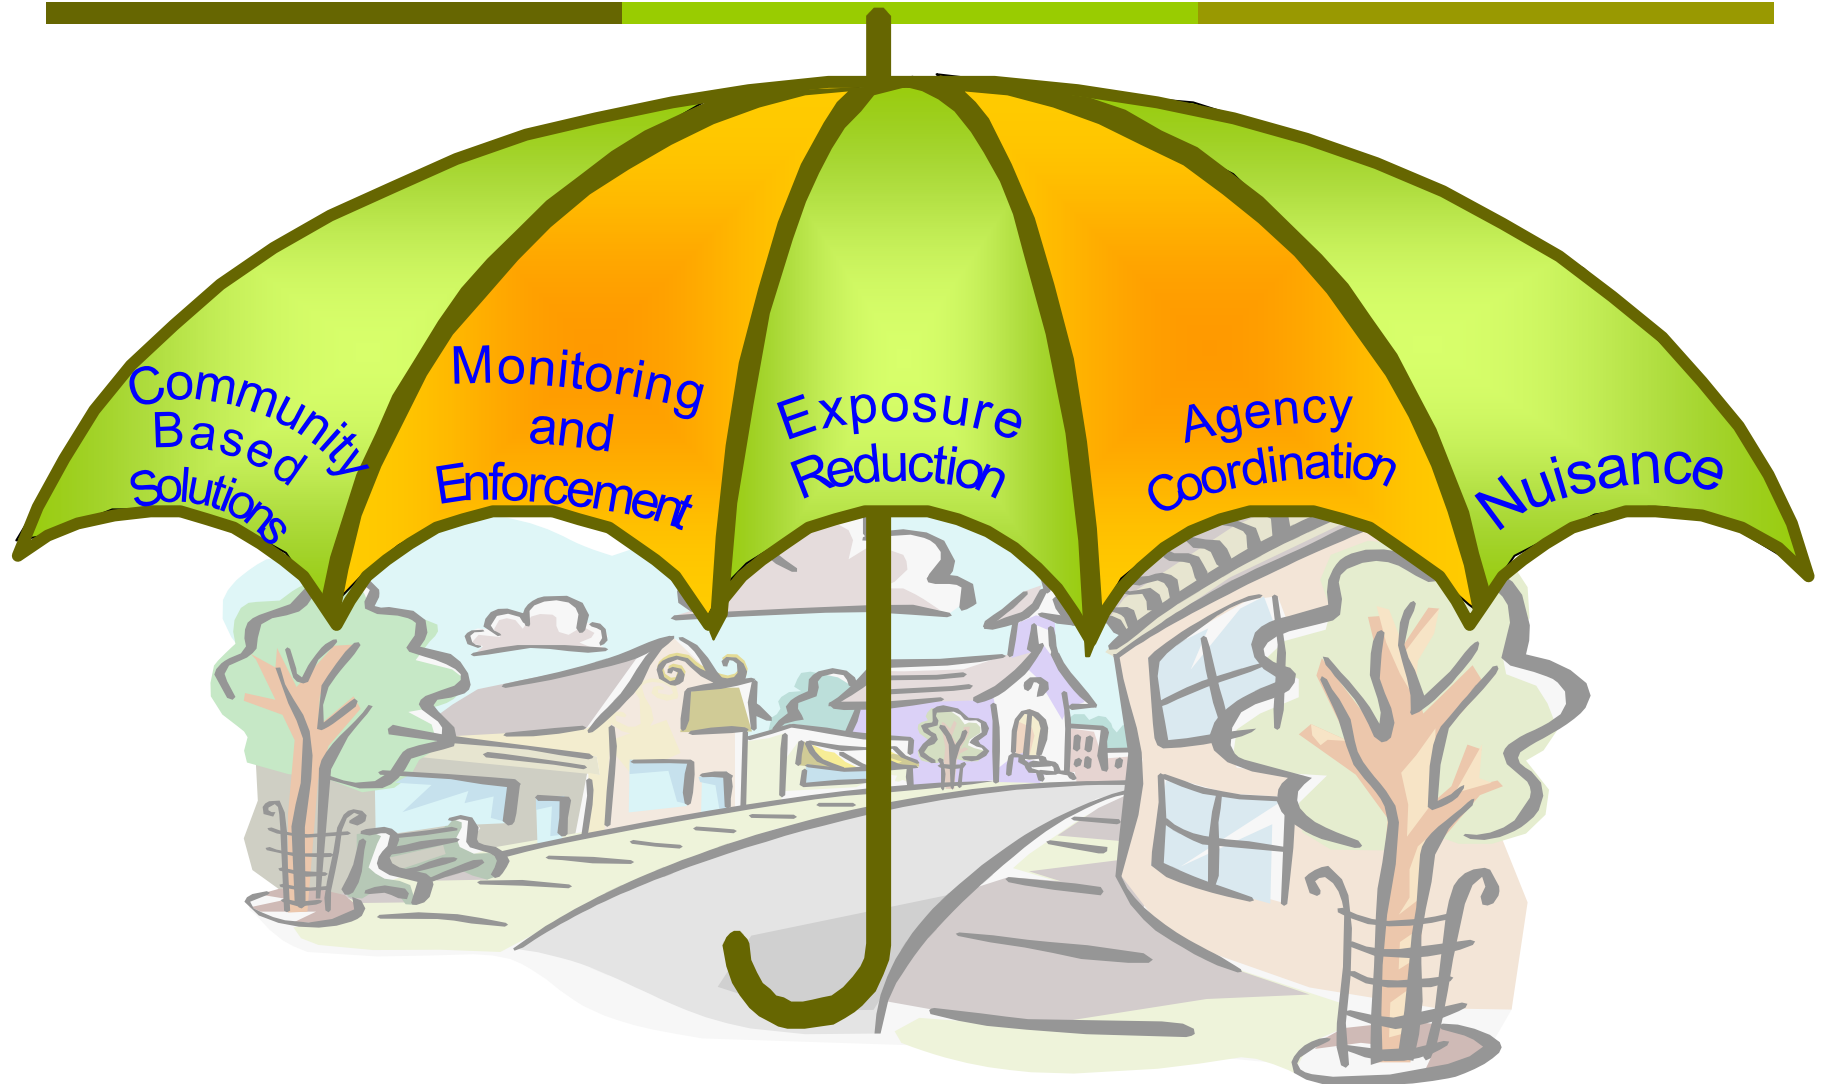 Community
Based
Solutions
Monitoring
and
Enforcement
Exposure
Reduction
Agency
Coordination
Nuisance